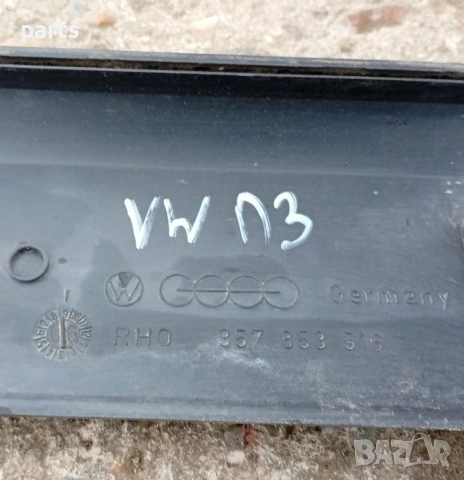 parts
VW П3
Germany
RHO 357 853 516
BAZAR